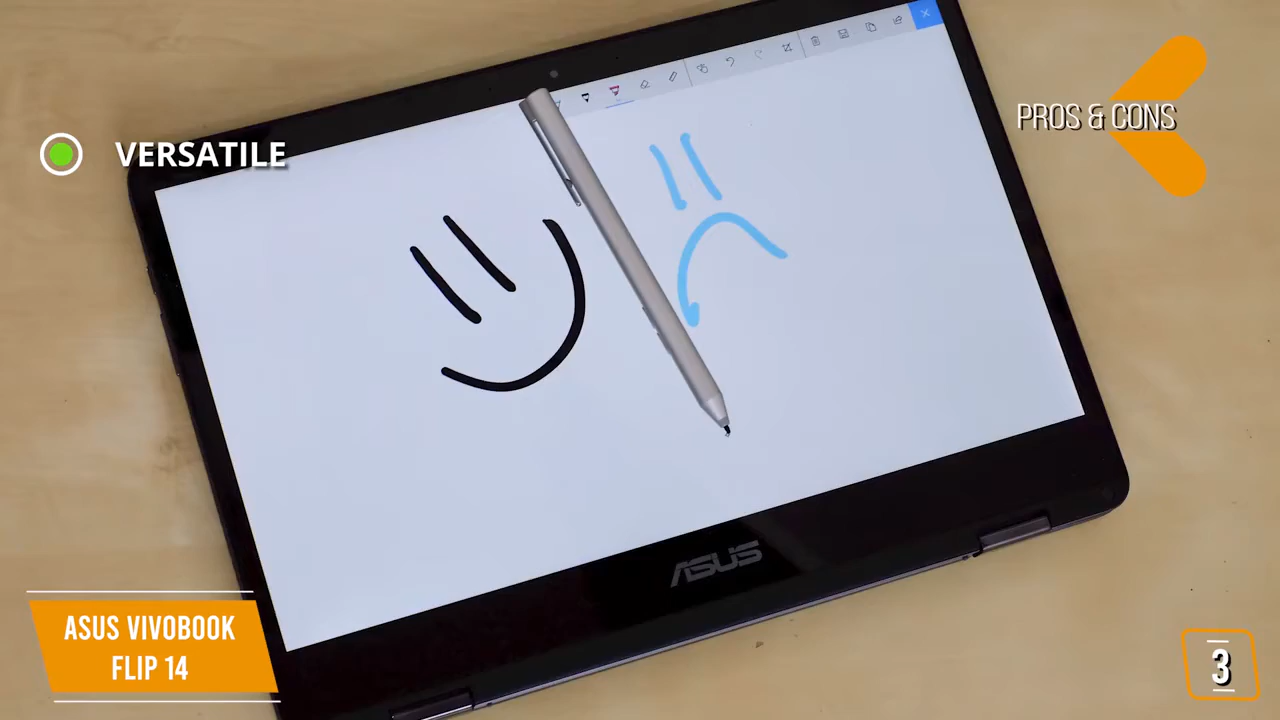 PROS & CONS
VERSATILE
ASUS
ASUS VIVOBOOK
FLIP 14
3